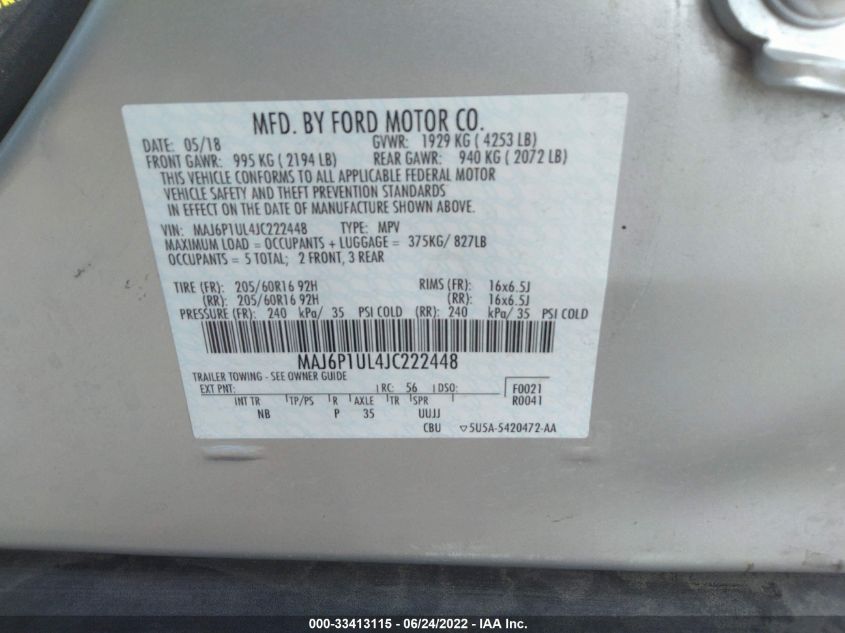 MFD. BY FORD MOTOR CO.
DATE: 05/18 GVWR: 1929 KG ( 4253 LB)
FRONT GAWR: 995 KG ( 2194 LB) REAR GAWR: 940 KG ( 2072 LB)
THIS VEHICLE CONFORMS TO ALL APPLICABLE FEDERAL MOTOR
VEHICLE SAFETY AND THEFT PREVENTION STANDARDS
IN EFFECT ON THE DATE OF MANUFACTURE SHOWN ABOVE.
VIN: MAJ6P1UL4JC222448 TYPE: MPV
MAXIMUM LOAD = OCCUPANTS + LUGGAGE = 375KG/ 827LB
OCCUPANTS = 5 TOTAL; 2 FRONT, 3 REAR
TIRE (FR): 205/60R16 92H RIMS (FR): 16x6.5J
(RR): 205/60R16 92H (RR): 16x6.5J
PRESSURE (FR): 240 kPa/ 35 PSI COLD (RR): 240 kPa/ 35 PSI COLD
MAJ6P1UL4JC222448
TRAILER TOWING - SEE OWNER GUIDE
EXT PNT: RC: 56 DSO: F0021
INT TR TP/PS R AXLE TR SPR R0041
NB P 35 UUJJ
CBU ▽5U5A-5420472-AA
000-33413115 - 06/24/2022 - IAA Inc.